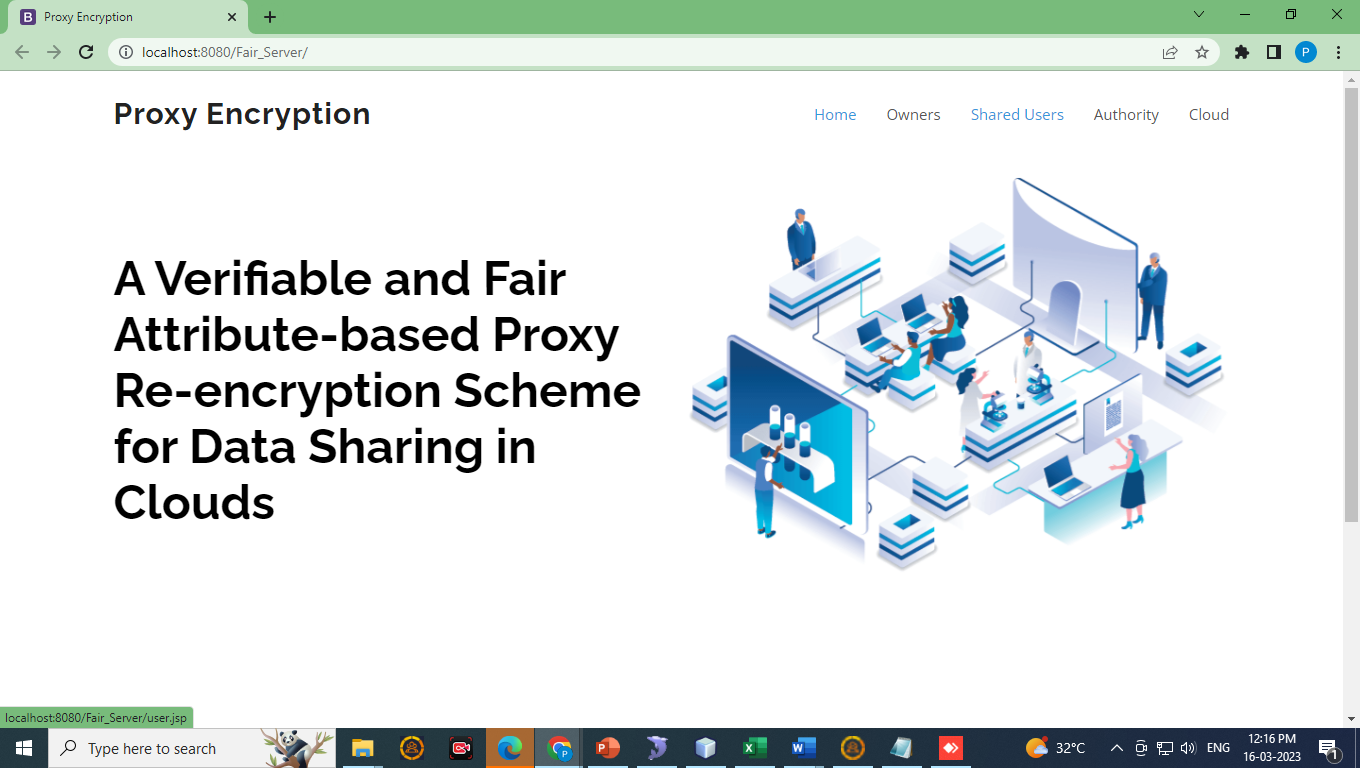 Proxy Encryption
localhost:8080/Fair_Server/
P
Proxy Encryption
Home Owners Shared Users Authority Cloud
A Verifiable and Fair
Attribute-based Proxy
Re-encryption Scheme
for Data Sharing in
Clouds
localhost:8080/Fair_Server/user.jsp
Type here to search
32°C
ENG
12:16 PM
16-03-2023
1